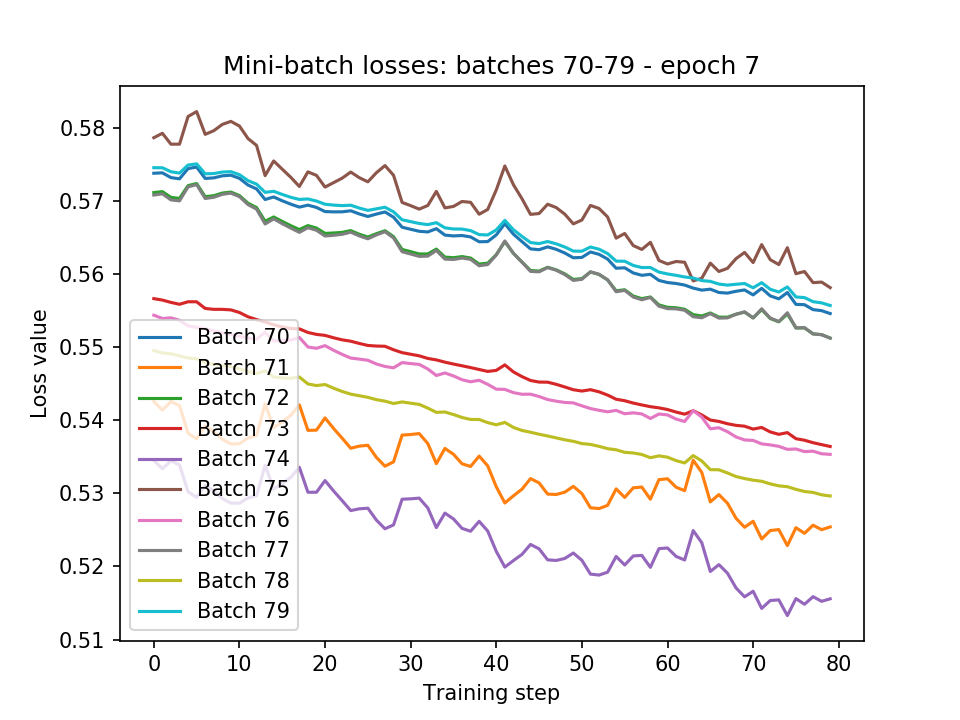 Mini-batch losses: batches 70-79 - epoch 7
Loss value
0.58
0.57
0.56
0.55
0.54
0.53
0.52
0.51
Batch 70
Batch 71
Batch 72
Batch 73
Batch 74
Batch 75
Batch 76
Batch 77
Batch 78
Batch 79
0 10 20 30 40 50 60 70 80
Training step